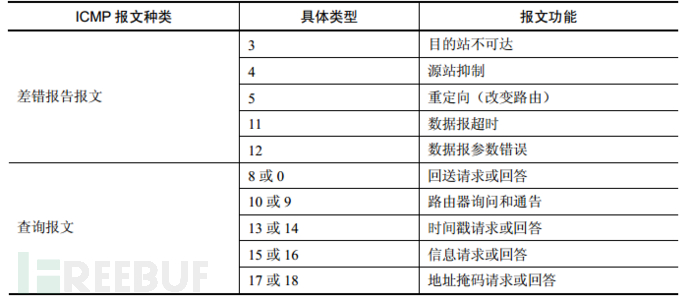 ICMP 报文种类 具体类型 报文功能
差错报告报文
3 目的站不可达
4 源站抑制
5 重定向（改变路由）
11 数据报超时
12 数据报参数错误
查询报文
8 或 0 回送请求或回答
10 或 9 路由器询问和通告
13 或 14 时间戳请求或回答
15 或 16 信息请求或回答
17 或 18 地址掩码请求或回答
FREEBUF